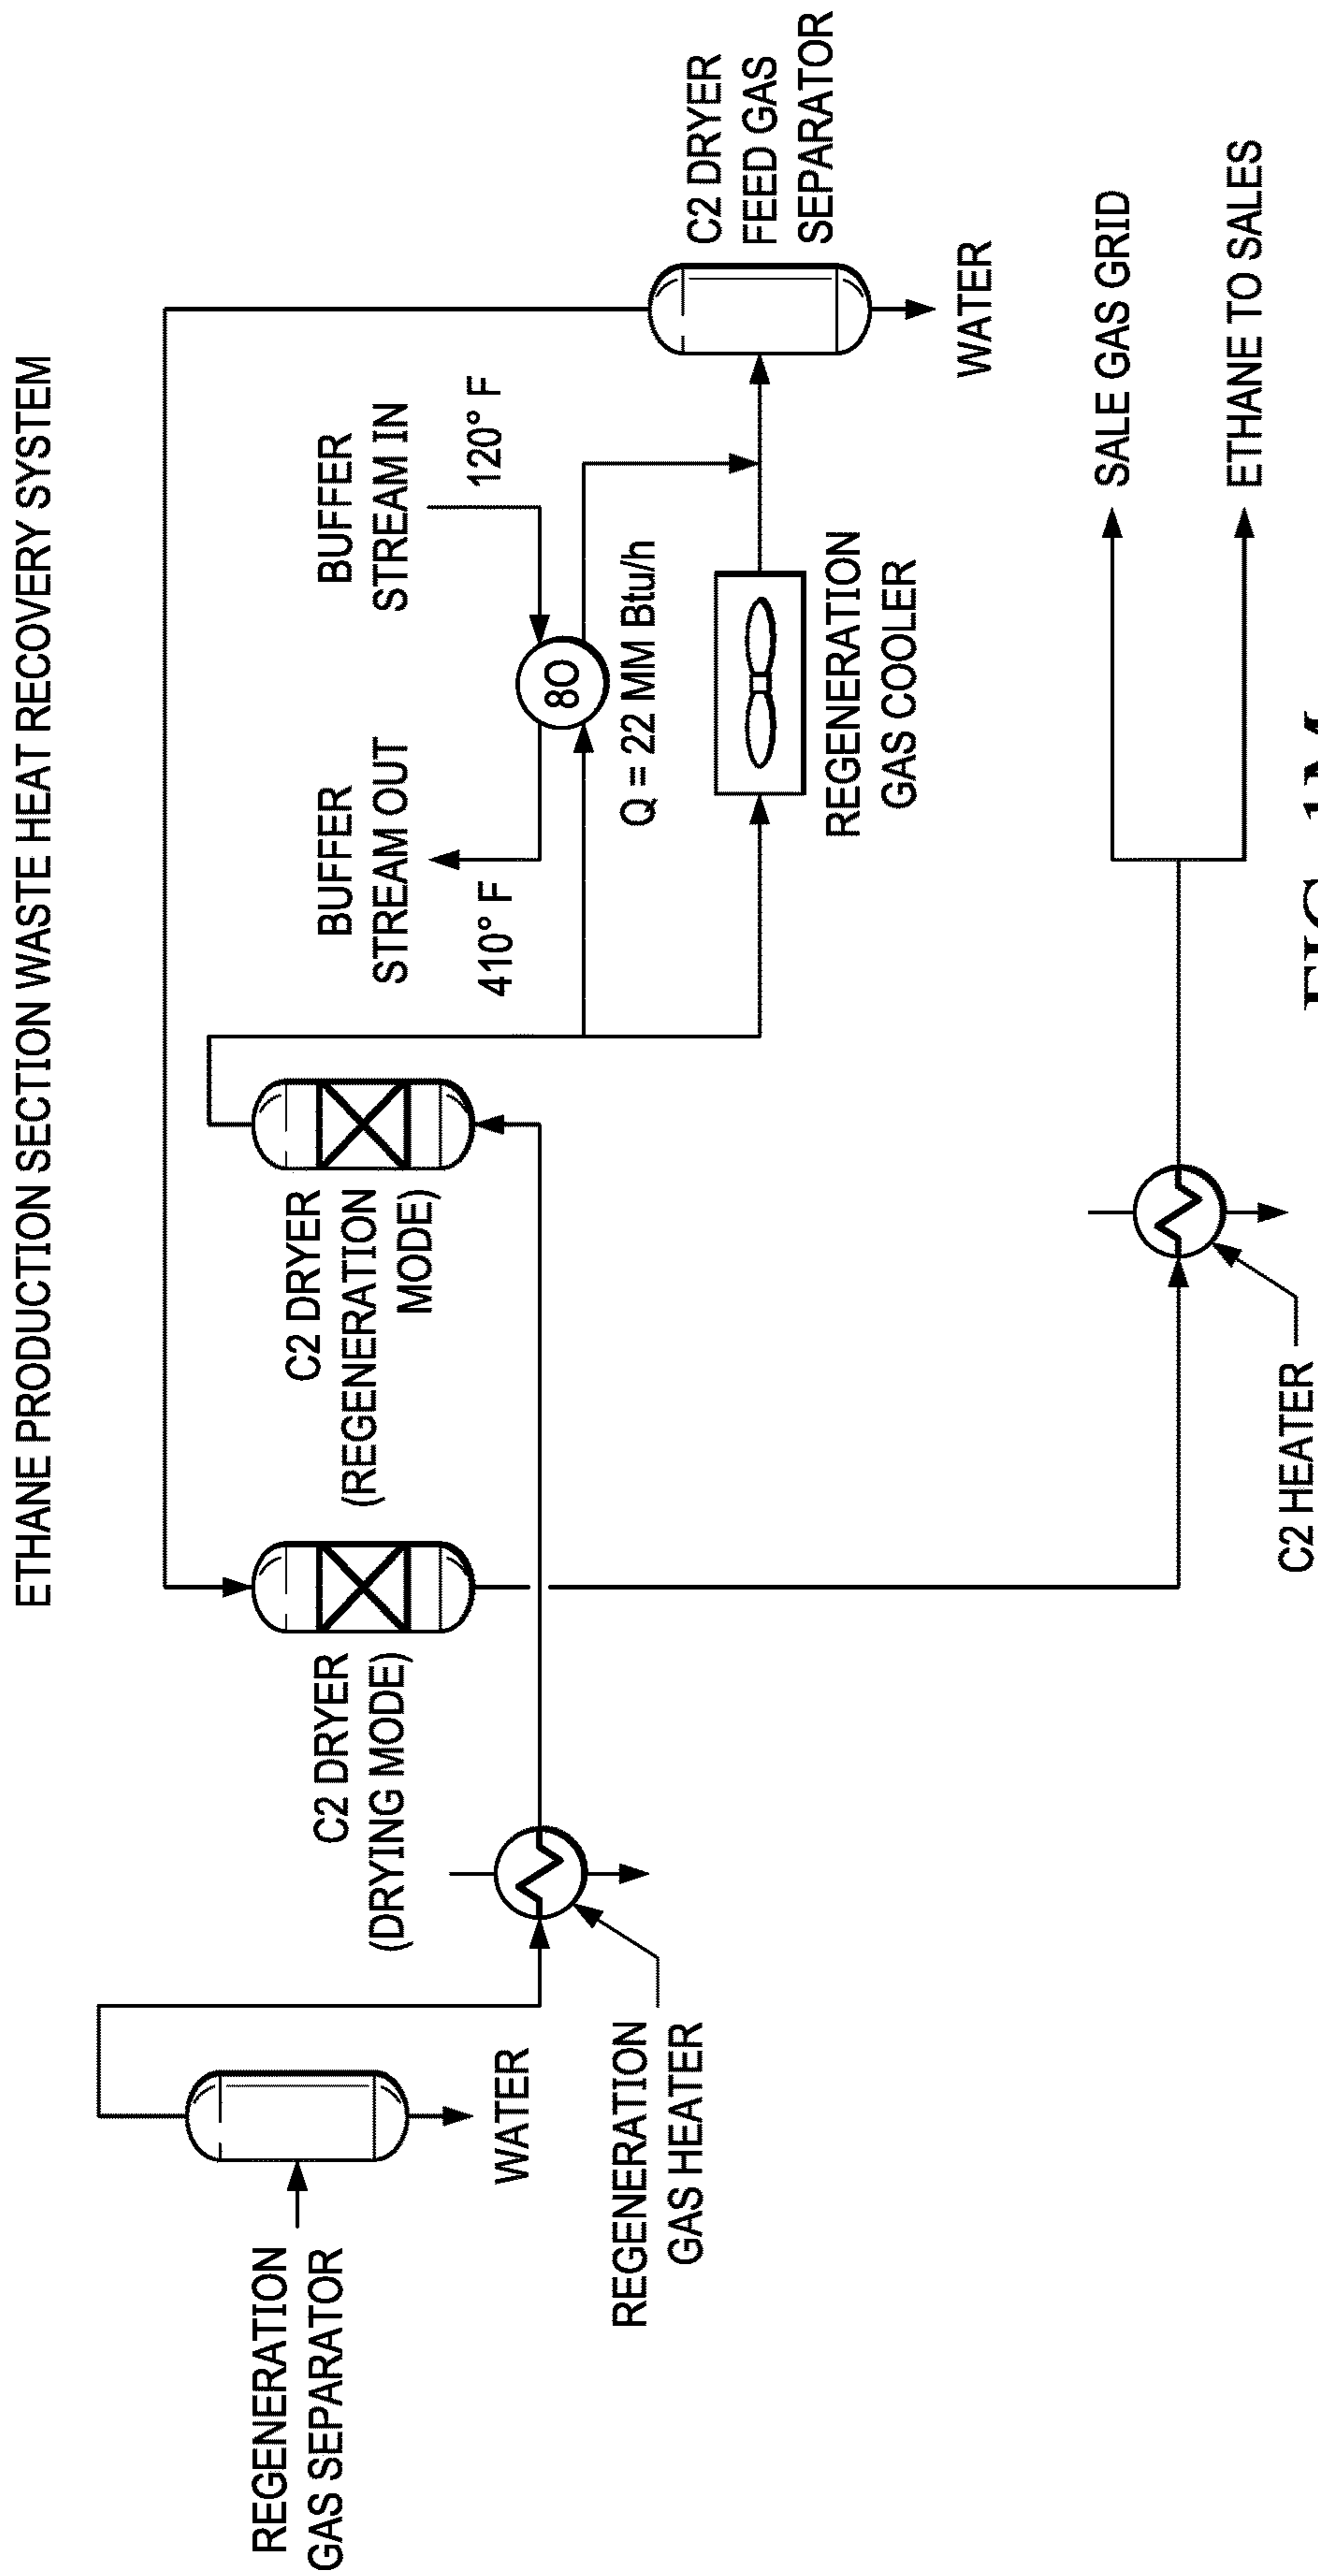 ETHANE PRODUCTION SECTION WASTE HEAT RECOVERY SYSTEM
REGENERATION
GAS SEPARATOR
WATER
REGENERATION
GAS HEATER
C2 DRYER
(DRYING MODE)
C2 DRYER
(REGENERATION
MODE)
BUFFER
STREAM OUT
410° F
BUFFER
STREAM IN
120° F
80
Q = 22 MM Btu/h
REGENERATION
GAS COOLER
C2 DRYER
FEED GAS
SEPARATOR
WATER
C2 HEATER
SALE GAS GRID
ETHANE TO SALES